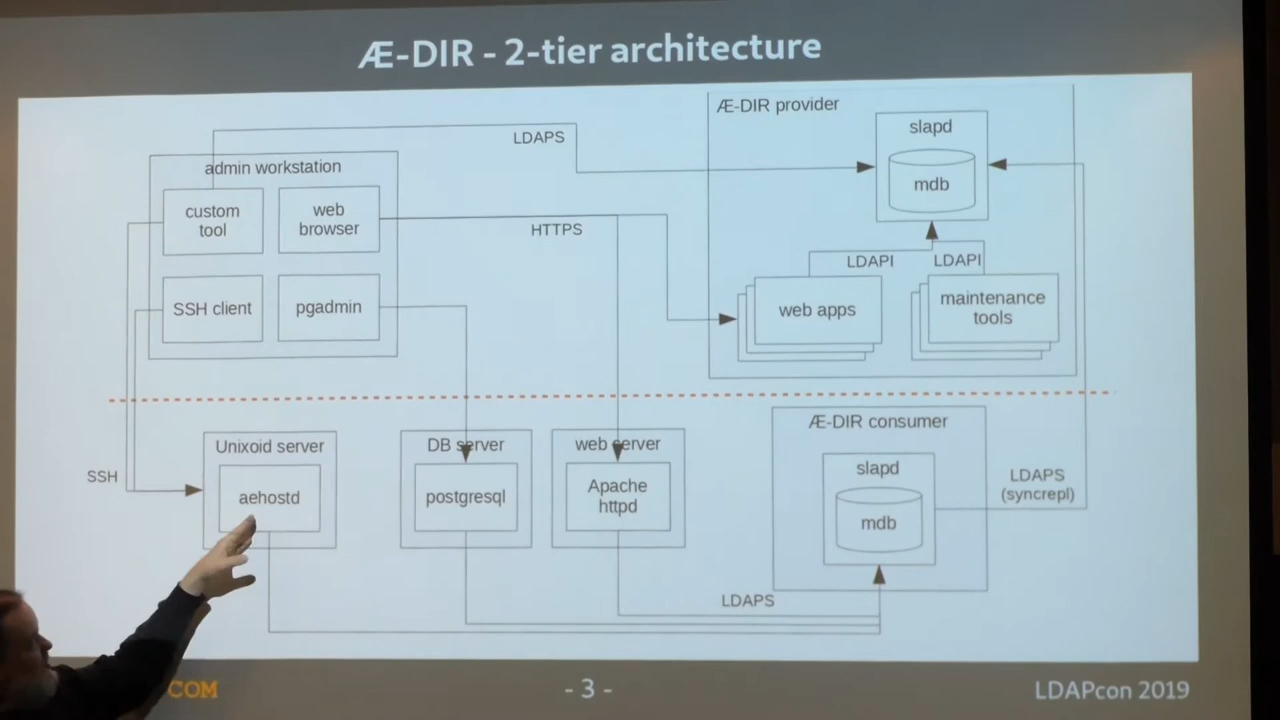 Æ-DIR - 2-tier architecture
Æ-DIR provider
slapd
mdb
LDAPS
admin workstation
custom
tool
web
browser
HTTPS
LDAPI
LDAPI
SSH client
pgadmin
web apps
maintenance
tools
Unixoid server
DB server
web server
Æ-DIR consumer
SSH
aehostd
postgresql
Apache
httpd
slapd
mdb
LDAPS
(syncrepl)
LDAPS
COM
- 3 -
LDAPcon 2019